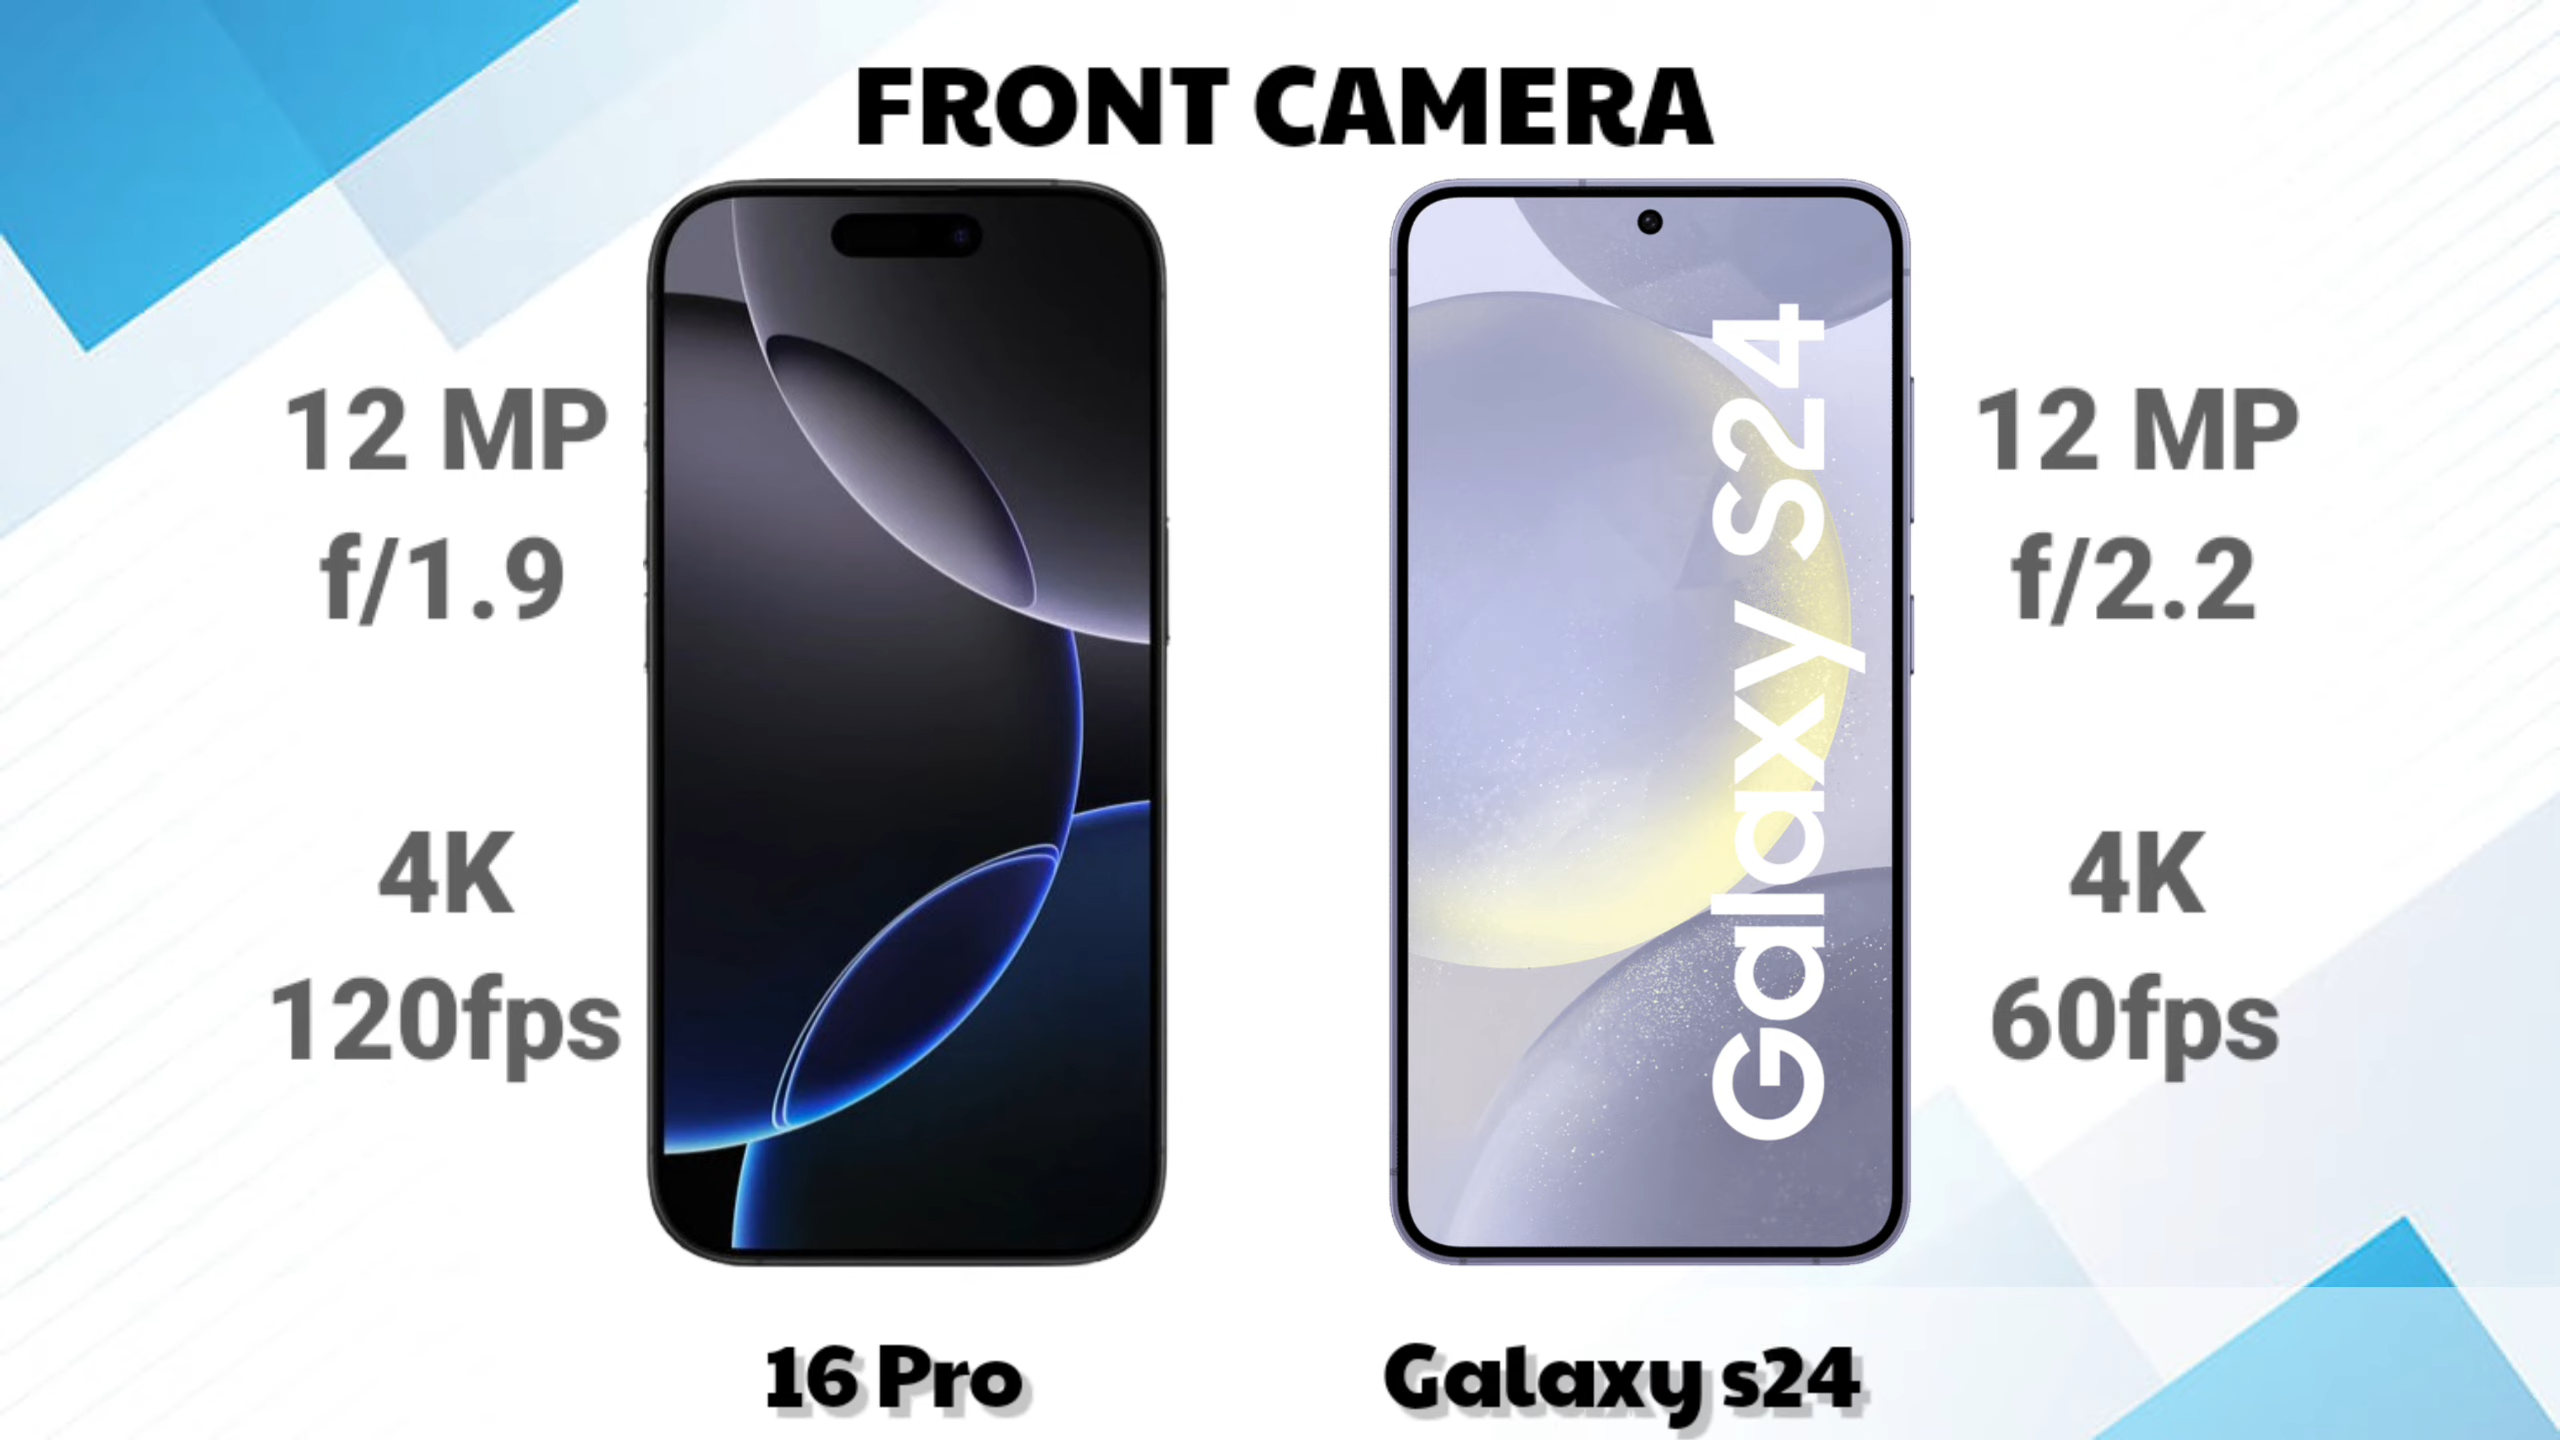 FRONT CAMERA
12 MP
f/1.9
4K
120fps
Galaxy S24
12 MP
f/2.2
4K
60fps
16 Pro
Galaxy s24